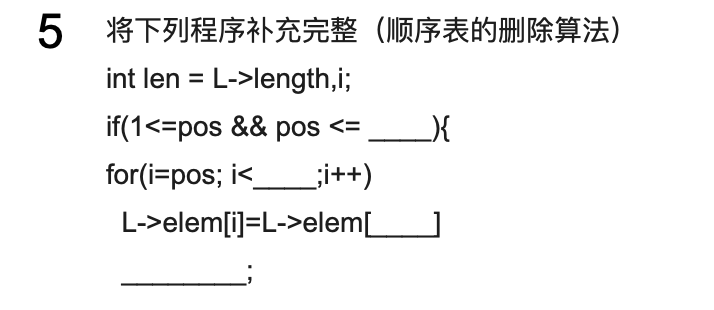 5 将下列程序补充完整（顺序表的删除算法）
int len = L->length,i;
if(1<=pos && pos <= ____){
for(i=pos; i<____;i++)
L->elem[i]=L->elem[____]
________;